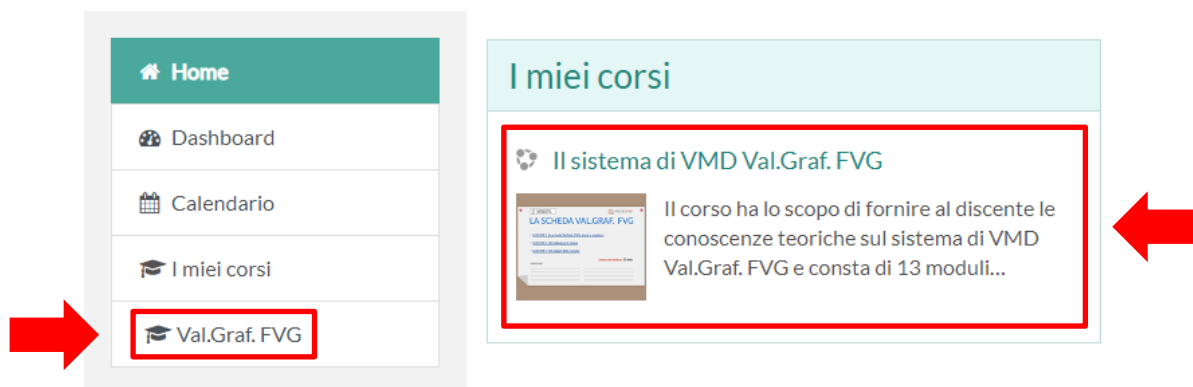 Home
Dashboard
Calendario
I miei corsi
Val.Graf. FVG
I miei corsi
Il sistema di VMD Val.Graf. FVG
LA SCHEDA VAL.GRAF. FVG
Il corso ha lo scopo di fornire al discente le
conoscenze teoriche sul sistema di VMD
Val.Graf. FVG e consta di 13 moduli...